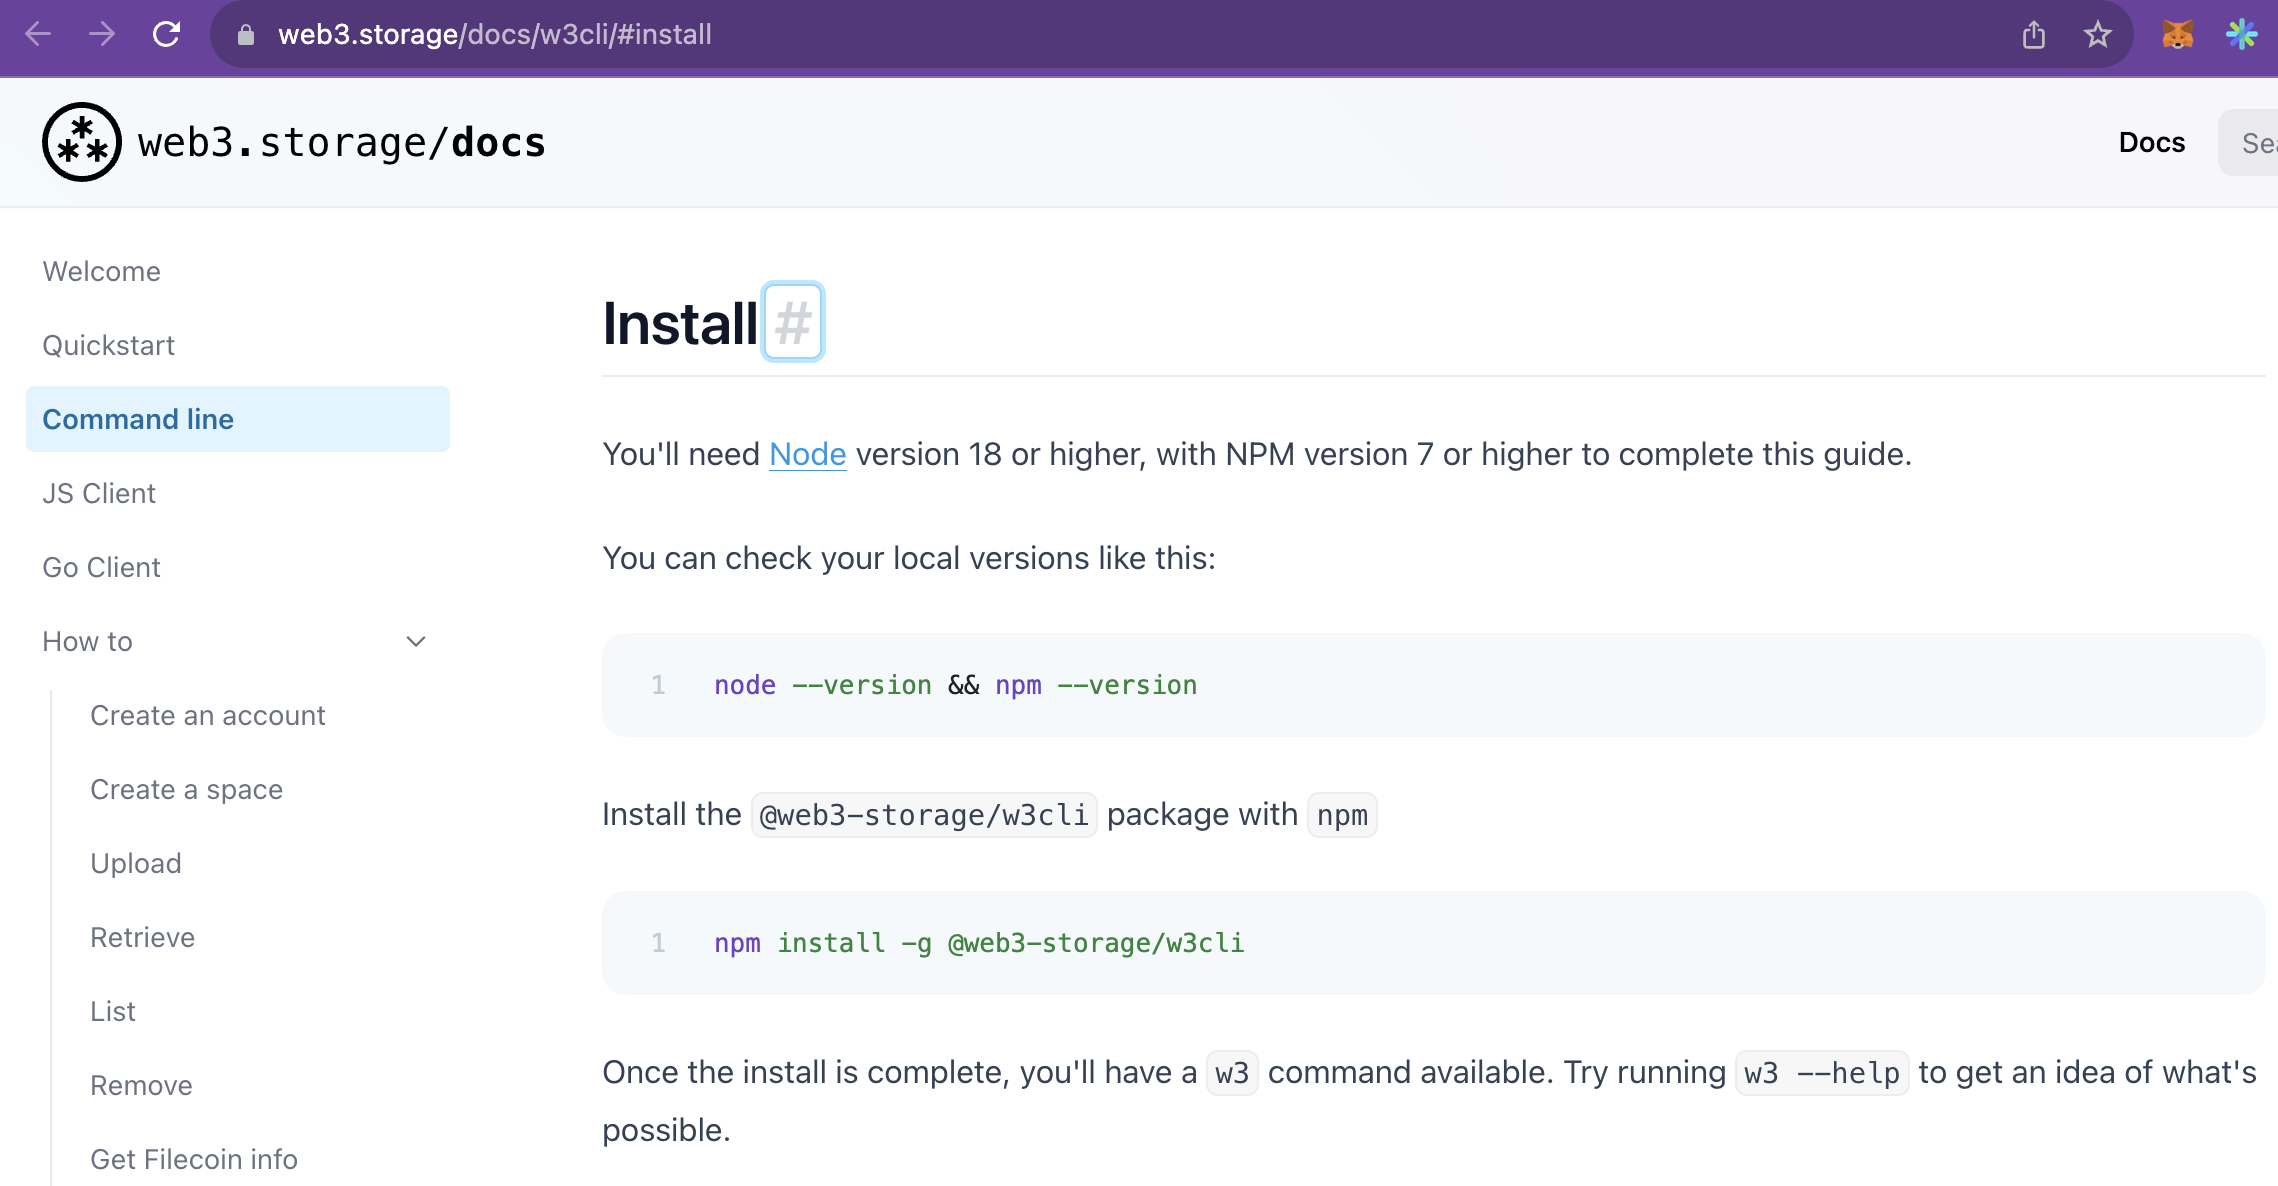 web3.storage/docs/w3cli/#install
web3.storage/docs
Docs
Sea
Welcome
Quickstart
Command line
JS Client
Go Client
How to
Create an account
Create a space
Upload
Retrieve
List
Remove
Get Filecoin info
Install#
You'll need Node version 18 or higher, with NPM version 7 or higher to complete this guide.
You can check your local versions like this:
1 node --version && npm --version
Install the @web3-storage/w3cli package with npm
1 npm install -g @web3-storage/w3cli
Once the install is complete, you'll have a w3 command available. Try running w3 --help to get an idea of what's
possible.